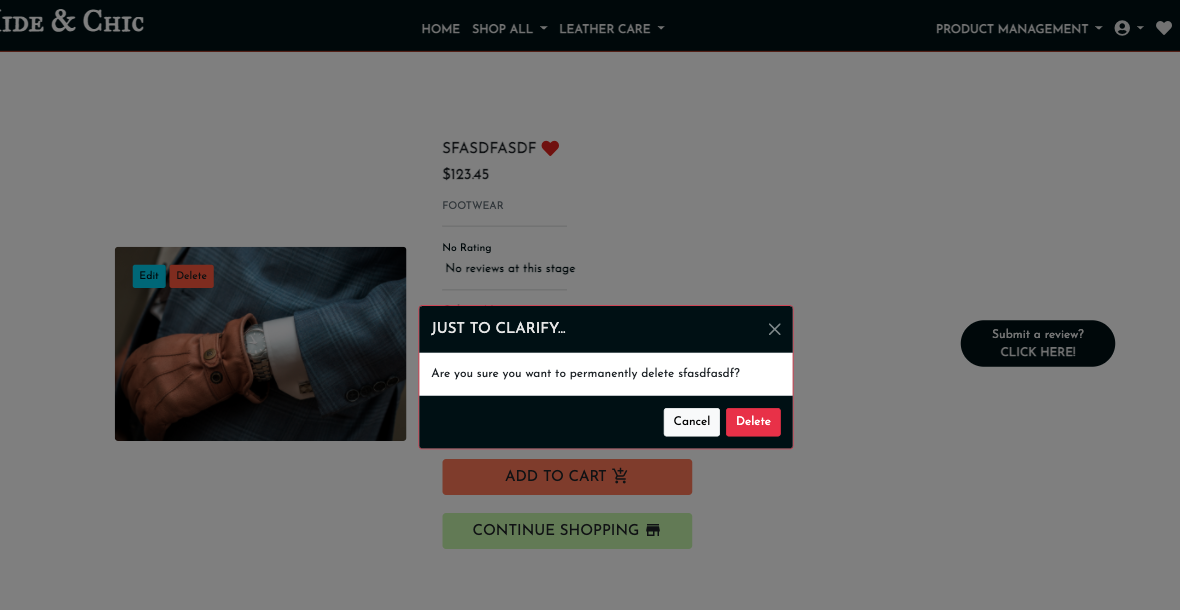 IDE & CHIC
HOME SHOP ALL LEATHER CARE
PRODUCT MANAGEMENT
SFASDFASDF
$123.45
FOOTWEAR
No Rating
No reviews at this stage
Edit Delete
JUST TO CLARIFY...
Are you sure you want to permanently delete sfasdfasdf?
Cancel Delete
Submit a review?
CLICK HERE!
ADD TO CART
CONTINUE SHOPPING